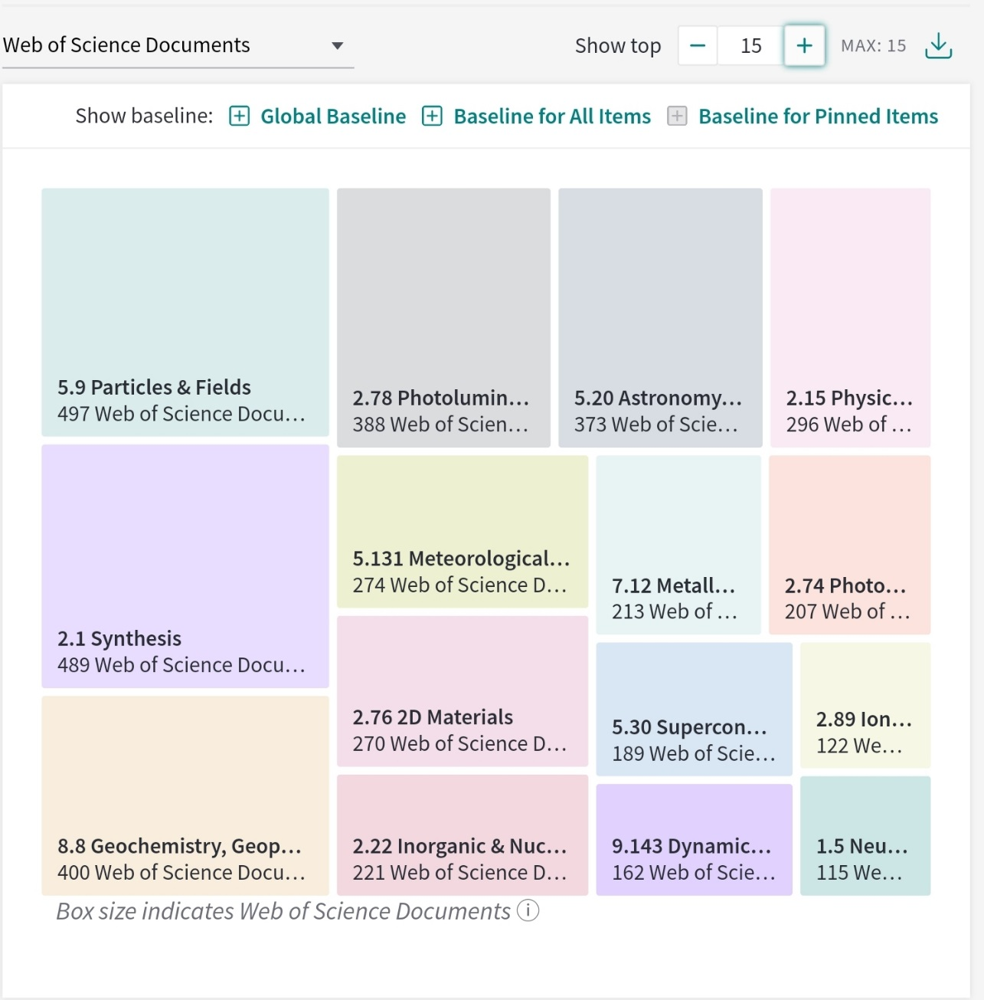 Web of Science Documents
Show top − 15 + MAX: 15
Show baseline: Global Baseline Baseline for All Items Baseline for Pinned Items
5.9 Particles & Fields
497 Web of Science Docu…
2.78 Photolumin…
388 Web of Scien…
5.20 Astronomy…
373 Web of Scie…
2.15 Physic…
296 Web of …
2.1 Synthesis
489 Web of Science Docu…
5.131 Meteorological…
274 Web of Science D…
7.12 Metall…
213 Web of …
2.74 Photo…
207 Web of …
2.76 2D Materials
270 Web of Science D…
5.30 Supercon…
189 Web of Scie…
2.89 Ion…
122 We…
8.8 Geochemistry, Geop…
400 Web of Science Docu…
2.22 Inorganic & Nuc…
221 Web of Science D…
9.143 Dynamic…
162 Web of Scie…
1.5 Neu…
115 We…
Box size indicates Web of Science Documents